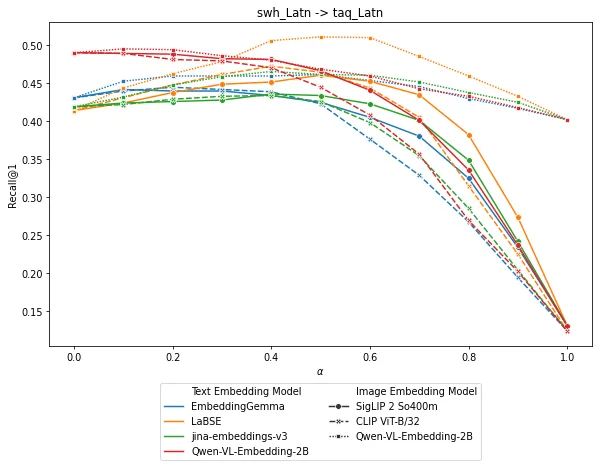 swh_Latn -> taq_Latn
Recall@1
0.50
0.45
0.40
0.35
0.30
0.25
0.20
0.15
0.0 0.2 0.4 0.6 0.8 1.0
α
Text Embedding Model
EmbeddingGemma
LaBSE
jina-embeddings-v3
Qwen-VL-Embedding-2B
Image Embedding Model
SigLIP 2 So400m
CLIP ViT-B/32
Qwen-VL-Embedding-2B